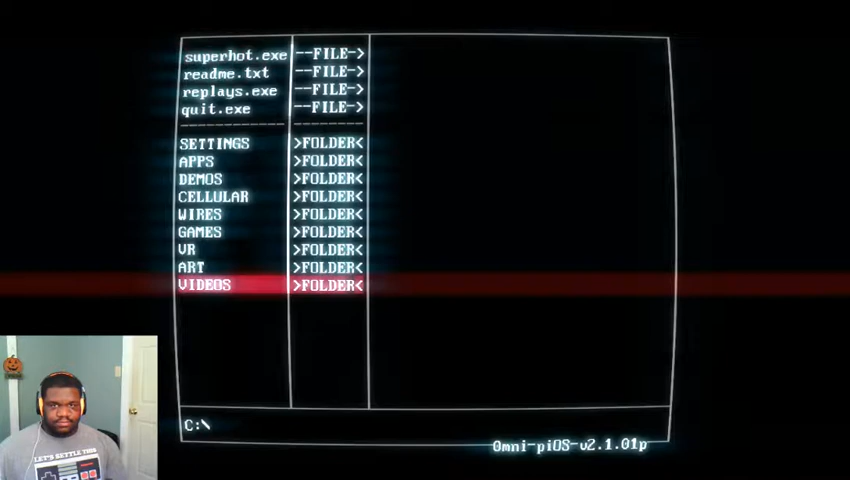 superhot.exe --FILE->
readme.txt --FILE->
replays.exe --FILE->
quit.exe --FILE->
SETTINGS >FOLDER<
APPS >FOLDER<
DEMOS >FOLDER<
CELLULAR >FOLDER<
WIRES >FOLDER<
GAMES >FOLDER<
VR >FOLDER<
ART >FOLDER<
VIDEOS >FOLDER<
C:\
Omni-piOS-v2.1.01p
LET'S SETTLE THIS